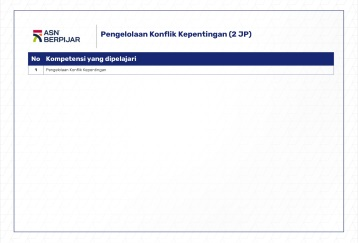 ASN
BERPIJAR
Pengelolaan Konflik Kepentingan (2 JP)
No Kompetensi yang dipelajari
1 Pengelolaan Konflik Kepentingan